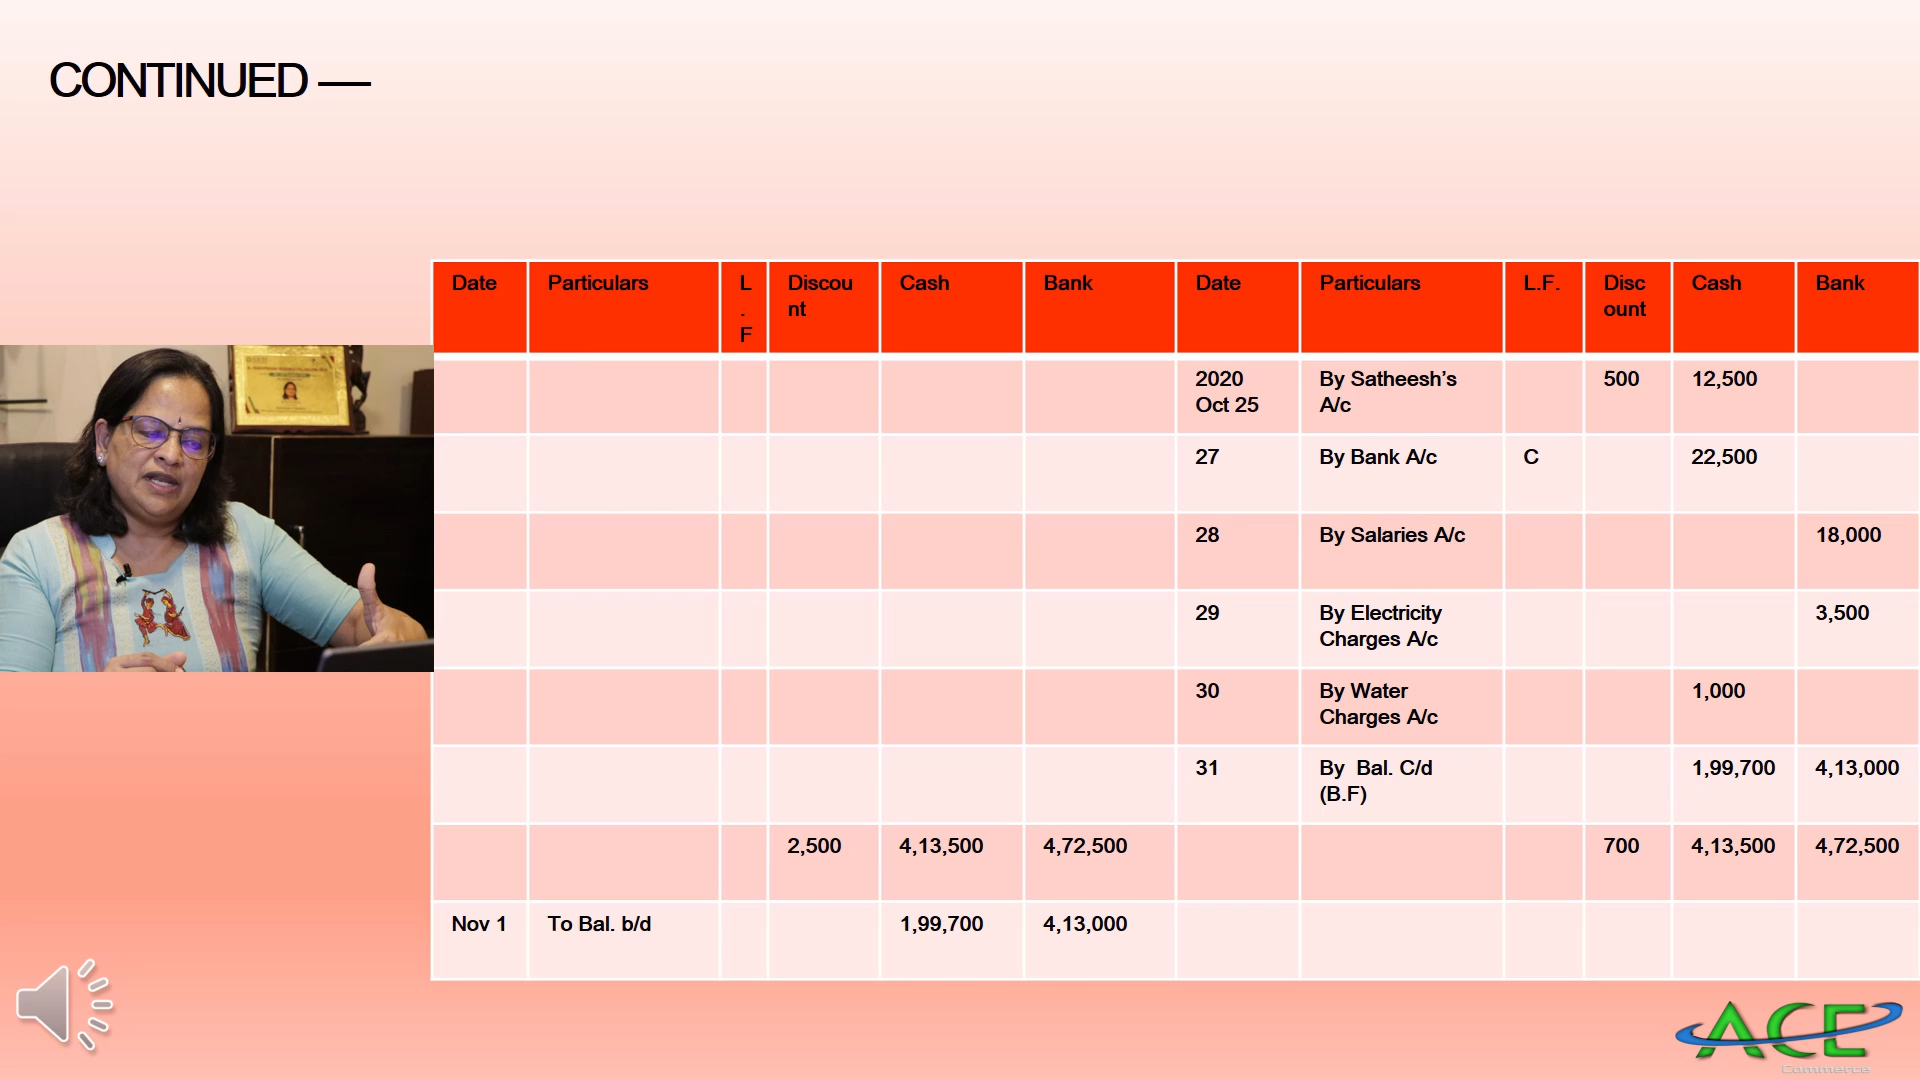 CONTINUED —
Date Particulars L.F Discount Cash Bank Date Particulars L.F. Discount Cash Bank
2020 Oct 25 By Satheesh's A/c 500 12,500
27 By Bank A/c C 22,500
28 By Salaries A/c 18,000
29 By Electricity Charges A/c 3,500
30 By Water Charges A/c 1,000
31 By Bal. C/d (B.F) 1,99,700 4,13,000
2,500 4,13,500 4,72,500 700 4,13,500 4,72,500
Nov 1 To Bal. b/d 1,99,700 4,13,000
ACE
Commerce